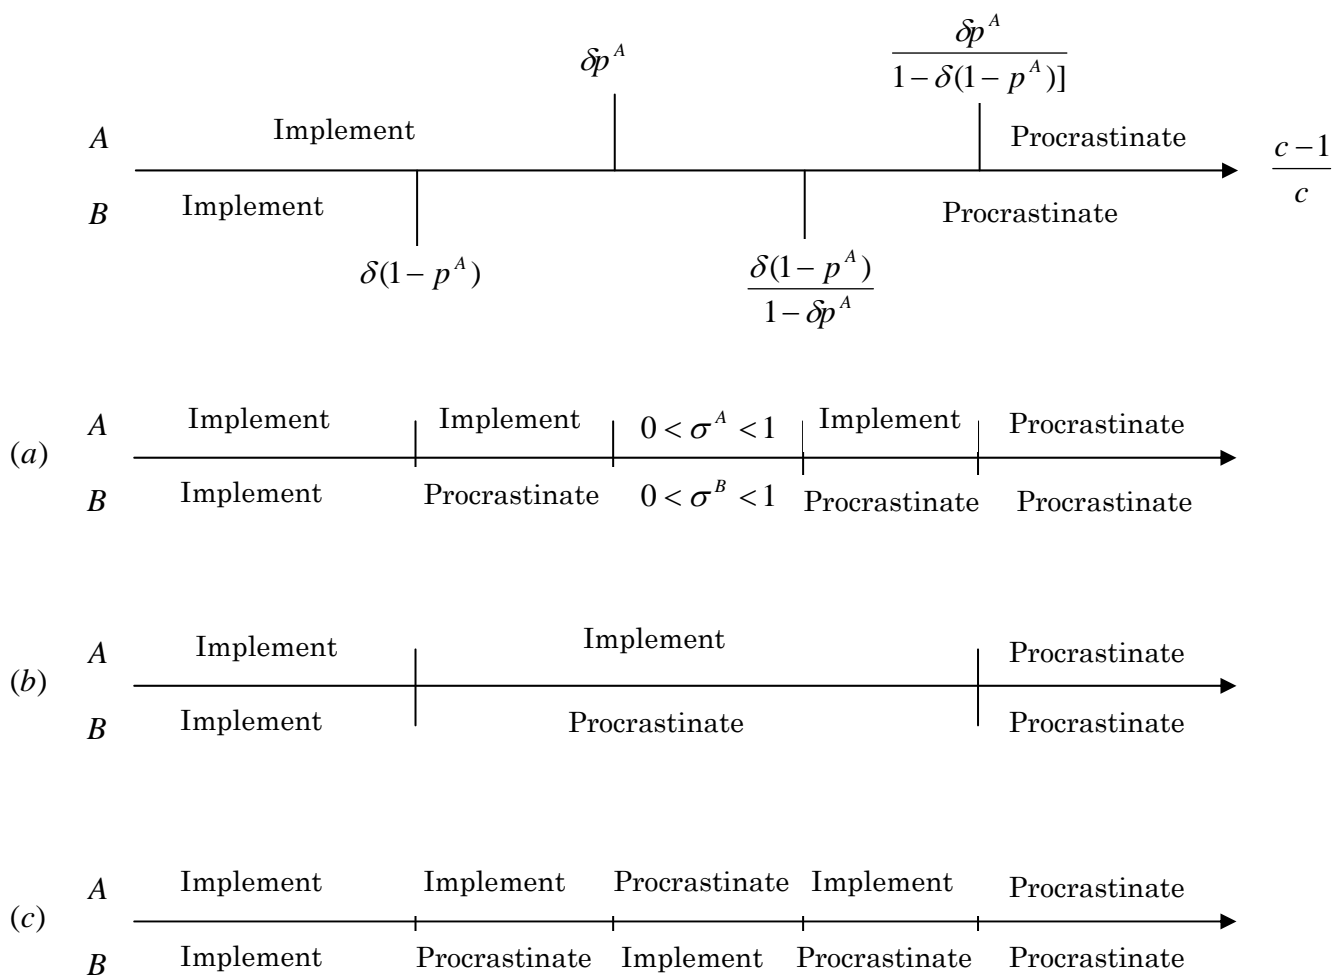 δp^A
δp^A / 1 − δ(1 − p^A)]
A Implement Procrastinate
(c − 1) / c
B Implement Procrastinate
δ(1 − p^A)
δ(1 − p^A) / 1 − δp^A
A Implement Implement 0 < σ^A < 1 Implement Procrastinate
(a)
B Implement Procrastinate 0 < σ^B < 1 Procrastinate Procrastinate
A Implement Implement Procrastinate
(b)
B Implement Procrastinate Procrastinate
A Implement Implement Procrastinate Implement Procrastinate
(c)
B Implement Procrastinate Implement Procrastinate Procrastinate